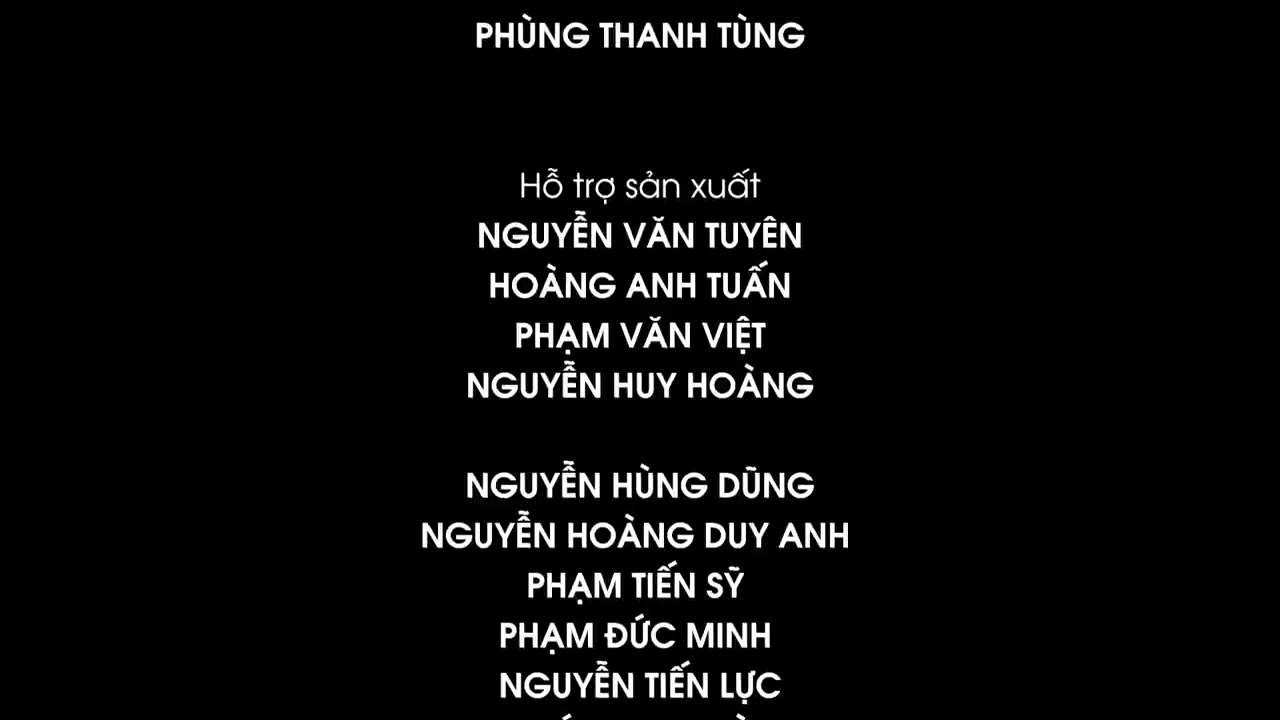 PHÙNG THANH TÙNG
Hỗ trợ sản xuất
NGUYỄN VĂN TUYÊN
HOÀNG ANH TUẤN
PHẠM VĂN VIỆT
NGUYỄN HUY HOÀNG
NGUYỄN HÙNG DŨNG
NGUYỄN HOÀNG DUY ANH
PHẠM TIẾN SỸ
PHẠM ĐỨC MINH
NGUYỄN TIẾN LỰC